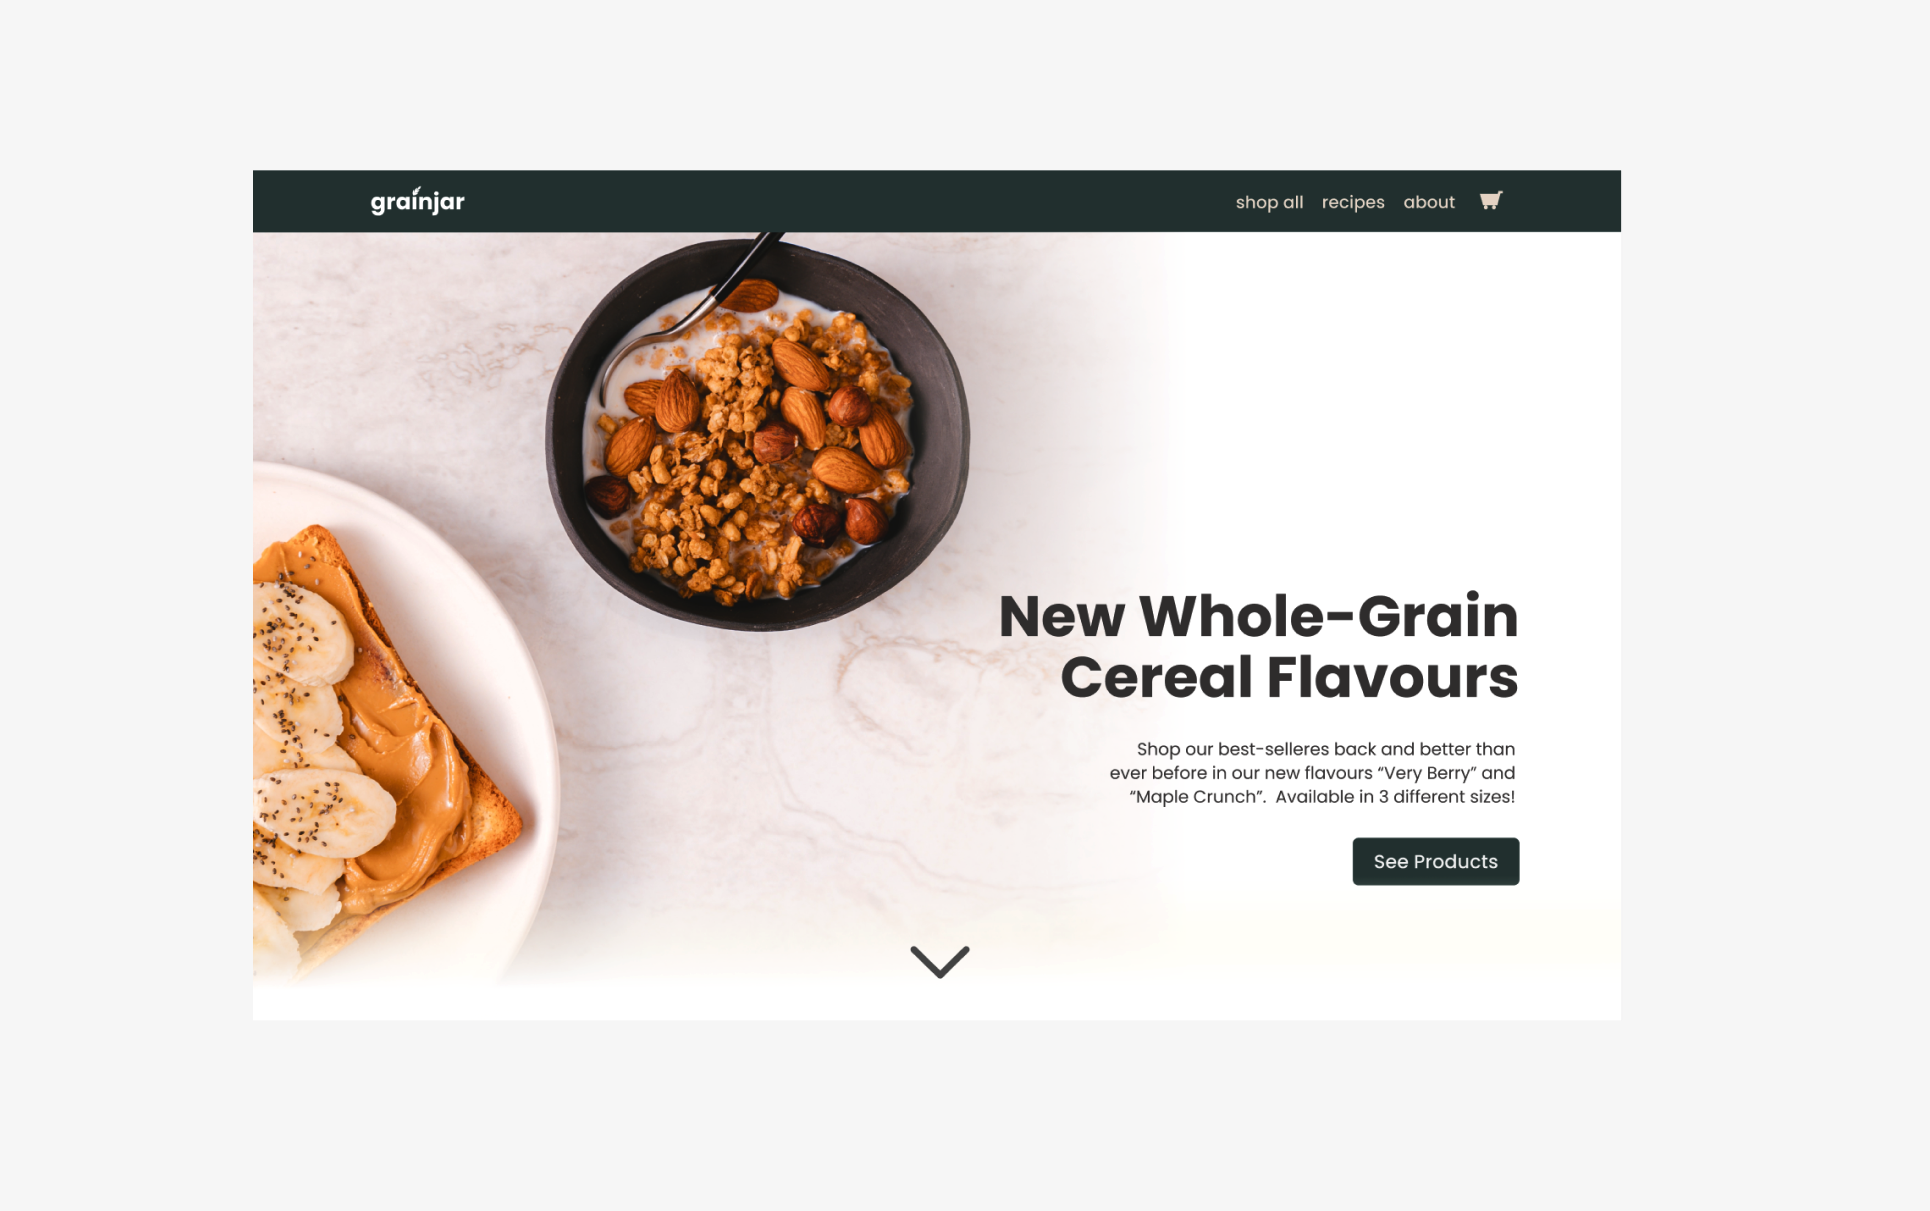 grainjar
shop all recipes about
New Whole-Grain
Cereal Flavours
Shop our best-selleres back and better than
ever before in our new flavours “Very Berry” and
“Maple Crunch”.  Available in 3 different sizes!
See Products